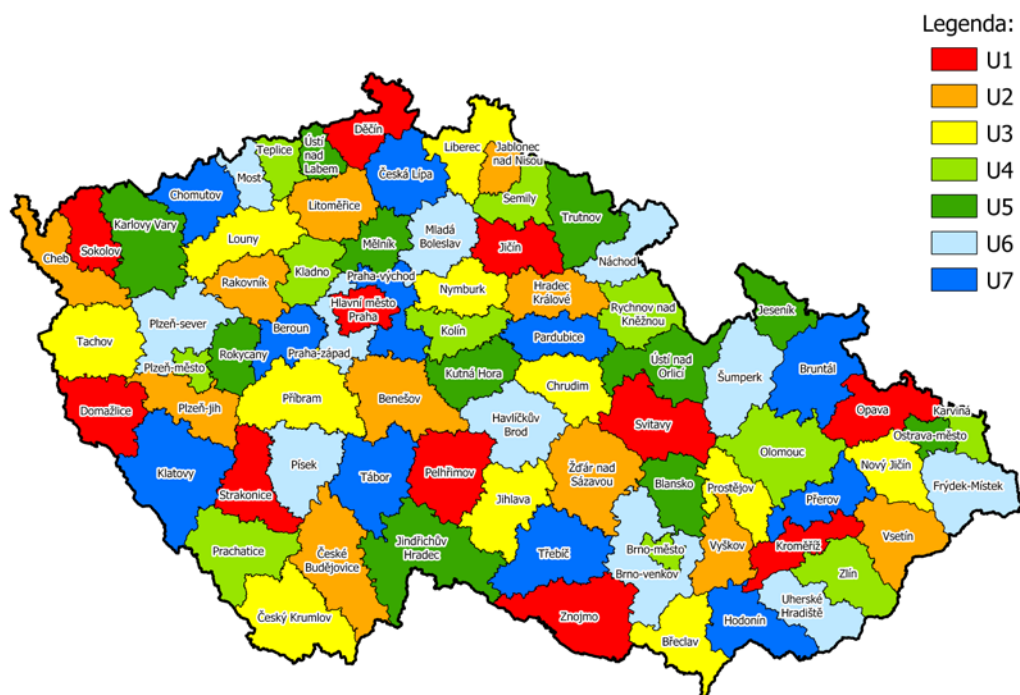 Legenda:
U1
U2
U3
U4
U5
U6
U7
Děčín
Liberec
Jablonec
nad Nisou
Teplice
Ústí
nad
Labem
Most
Česká Lípa
Chomutov
Litoměřice
Semily
Trutnov
Karlovy Vary
Sokolov
Cheb
Louny
Mělník
Mladá
Boleslav
Jičín
Náchod
Kladno
Rakovník
Praha-východ
Hlavní město
Praha
Nymburk
Hradec
Králové
Rychnov nad
Kněžnou
Jeseník
Plzeň-sever
Tachov
Beroun
Praha-západ
Kolín
Pardubice
Rokycany
Plzeň-město
Kutná Hora
Ústí nad
Orlicí
Šumperk
Bruntál
Domažlice
Plzeň-jih
Příbram
Benešov
Chrudim
Havlíčkův
Brod
Svitavy
Opava
Karviná
Ostrava-město
Olomouc
Nový Jičín
Frýdek-Místek
Klatovy
Písek
Tábor
Pelhřimov
Žďár nad
Sázavou
Strakonice
Jihlava
Blansko
Prostějov
Přerov
Prachatice
České
Budějovice
Jindřichův
Hradec
Třebíč
Brno-město
Brno-venkov
Vyškov
Kroměříž
Vsetín
Zlín
Český Krumlov
Znojmo
Břeclav
Hodonín
Uherské
Hradiště